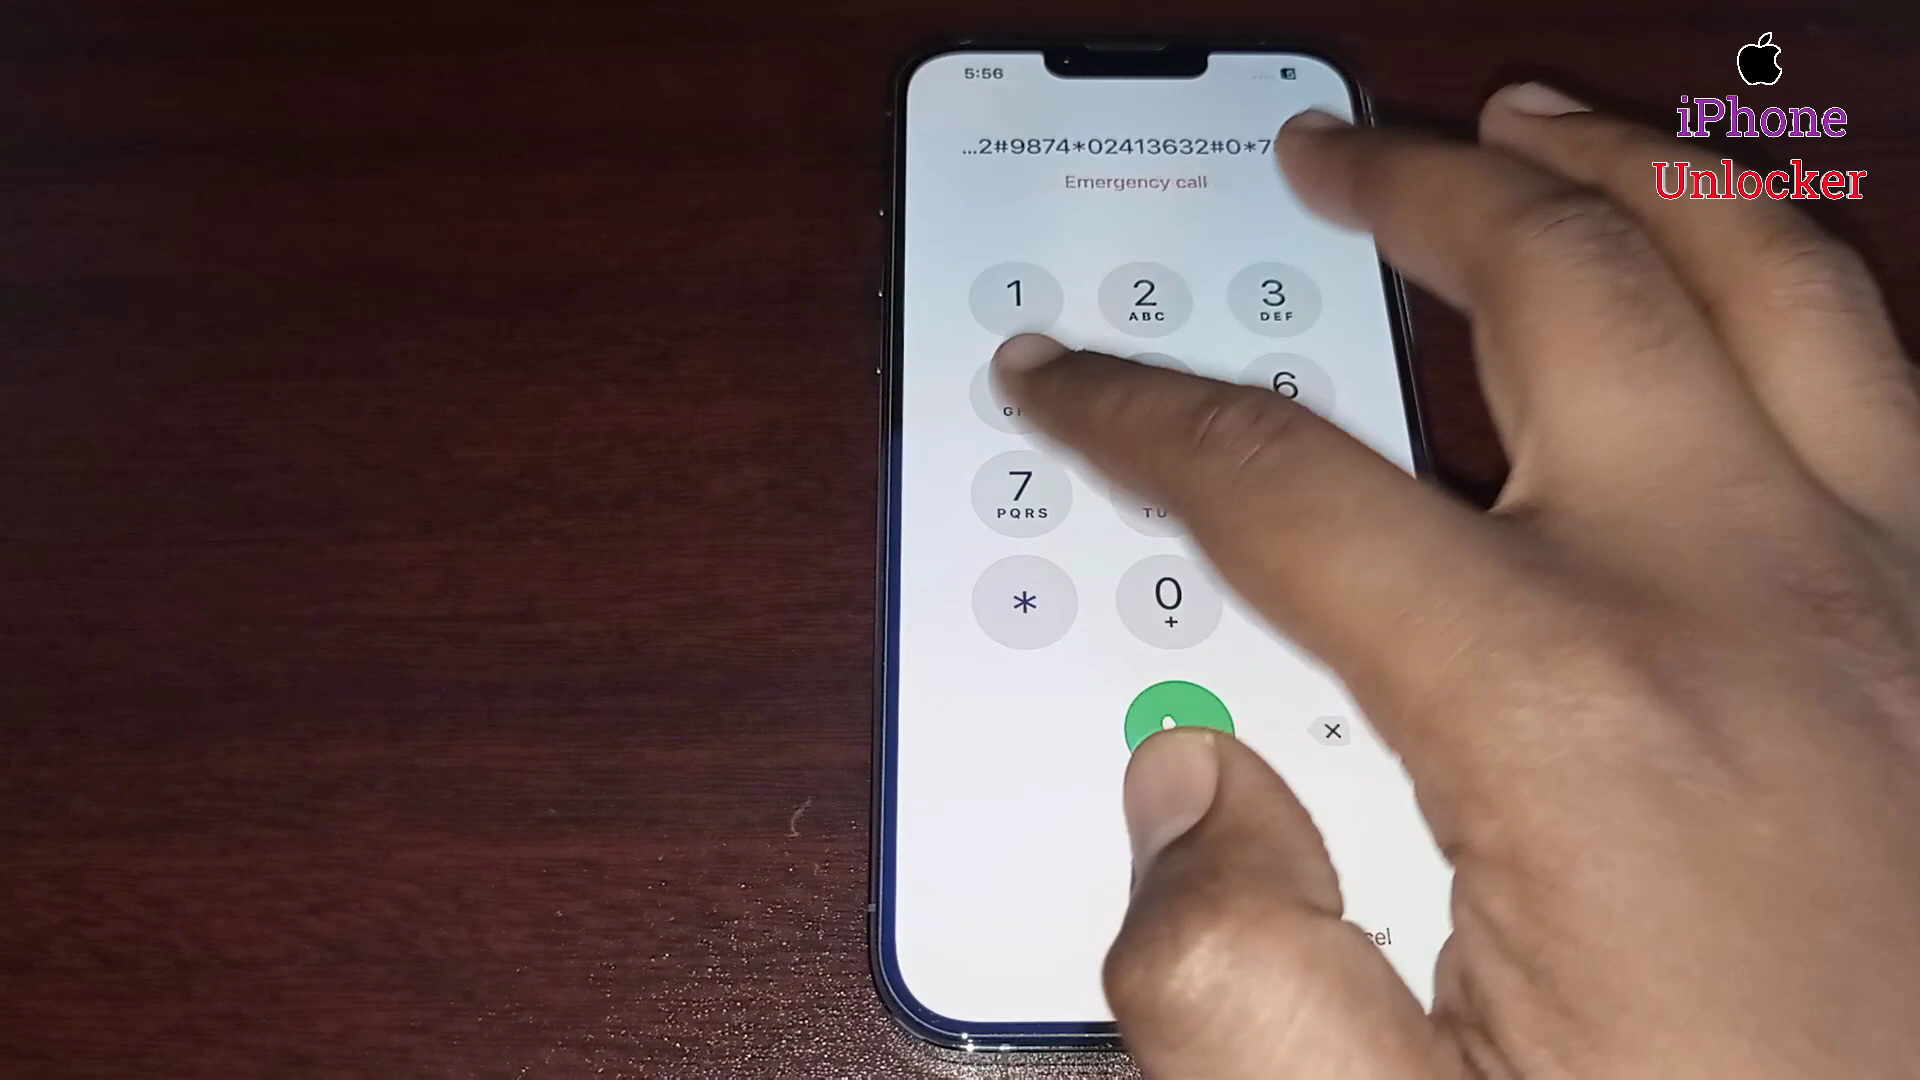 5:56
...2#9874*02413632#0*7
Emergency call
1
2
ABC
3
DEF
6
7
PQRS
*
0
+
iPhone
Unlocker